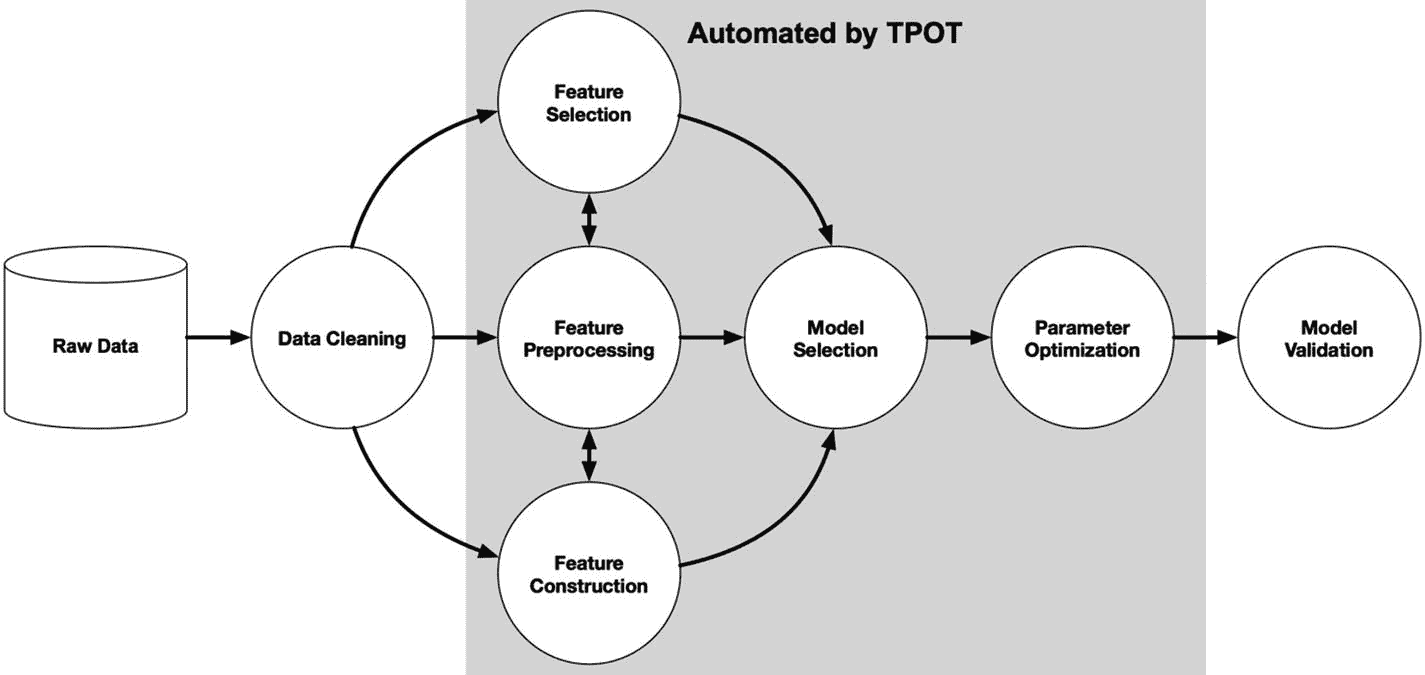 Automated by TPOT
Feature
Selection
Raw Data
Data Cleaning
Feature
Preprocessing
Model
Selection
Parameter
Optimization
Model
Validation
Feature
Construction